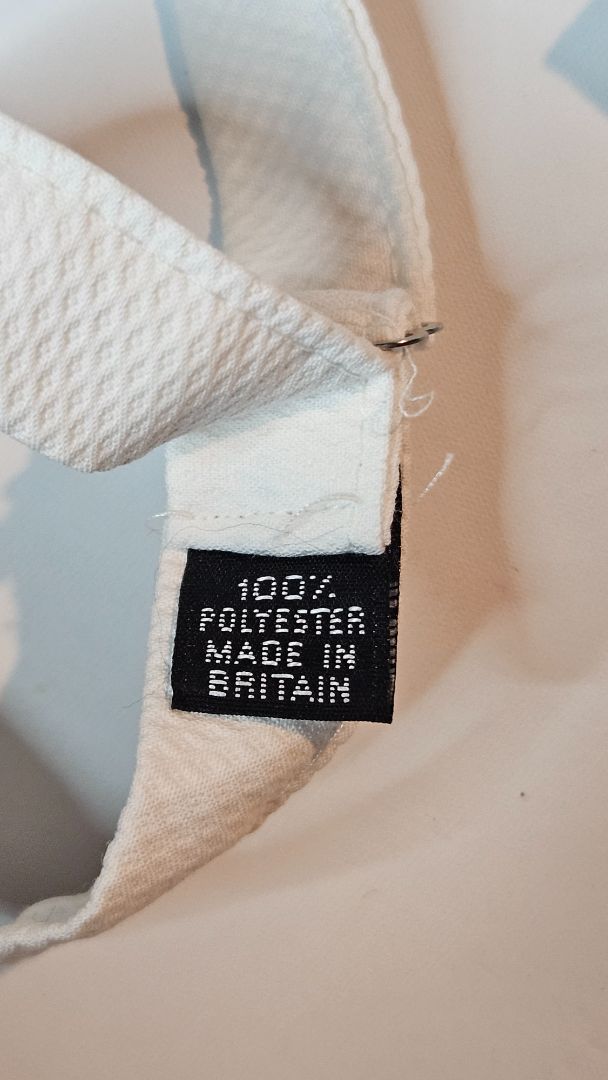 100%
POLYESTER
MADE IN
BRITAIN